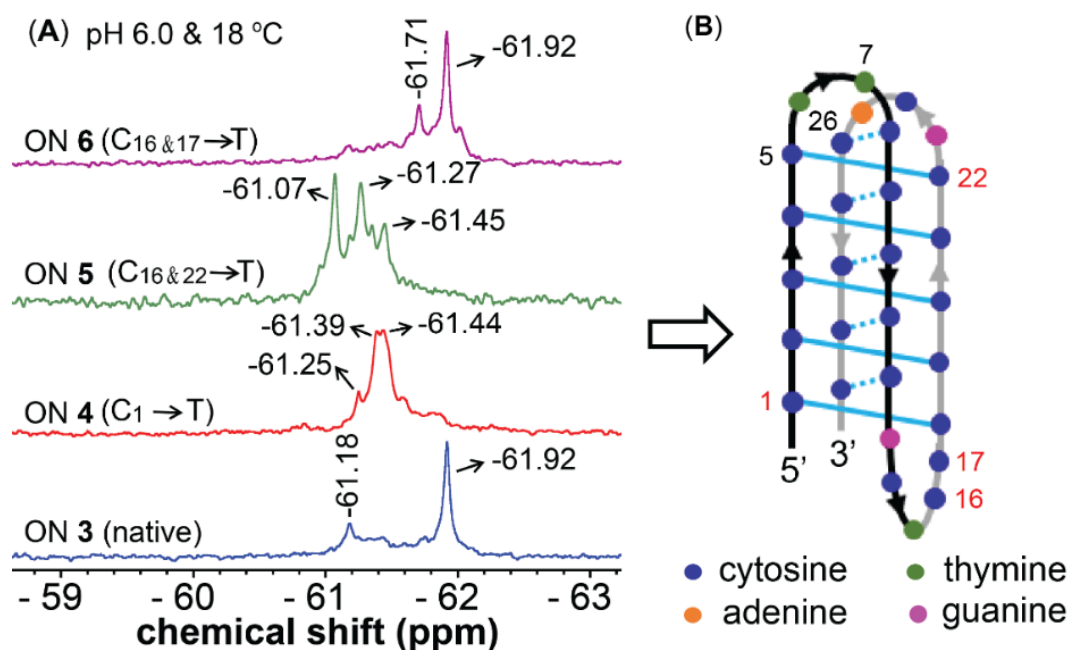 (A) pH 6.0 & 18 °C
-61.71
-61.92
ON 6 (C16&17→T)
-61.07
-61.27
-61.45
ON 5 (C16&22→T)
-61.39
-61.44
-61.25
ON 4 (C1→T)
-61.18
-61.92
ON 3 (native)
-59 -60 -61 -62 -63
chemical shift (ppm)
(B)
7
26
5
22
1
17
16
5' 3'
cytosine thymine
adenine guanine